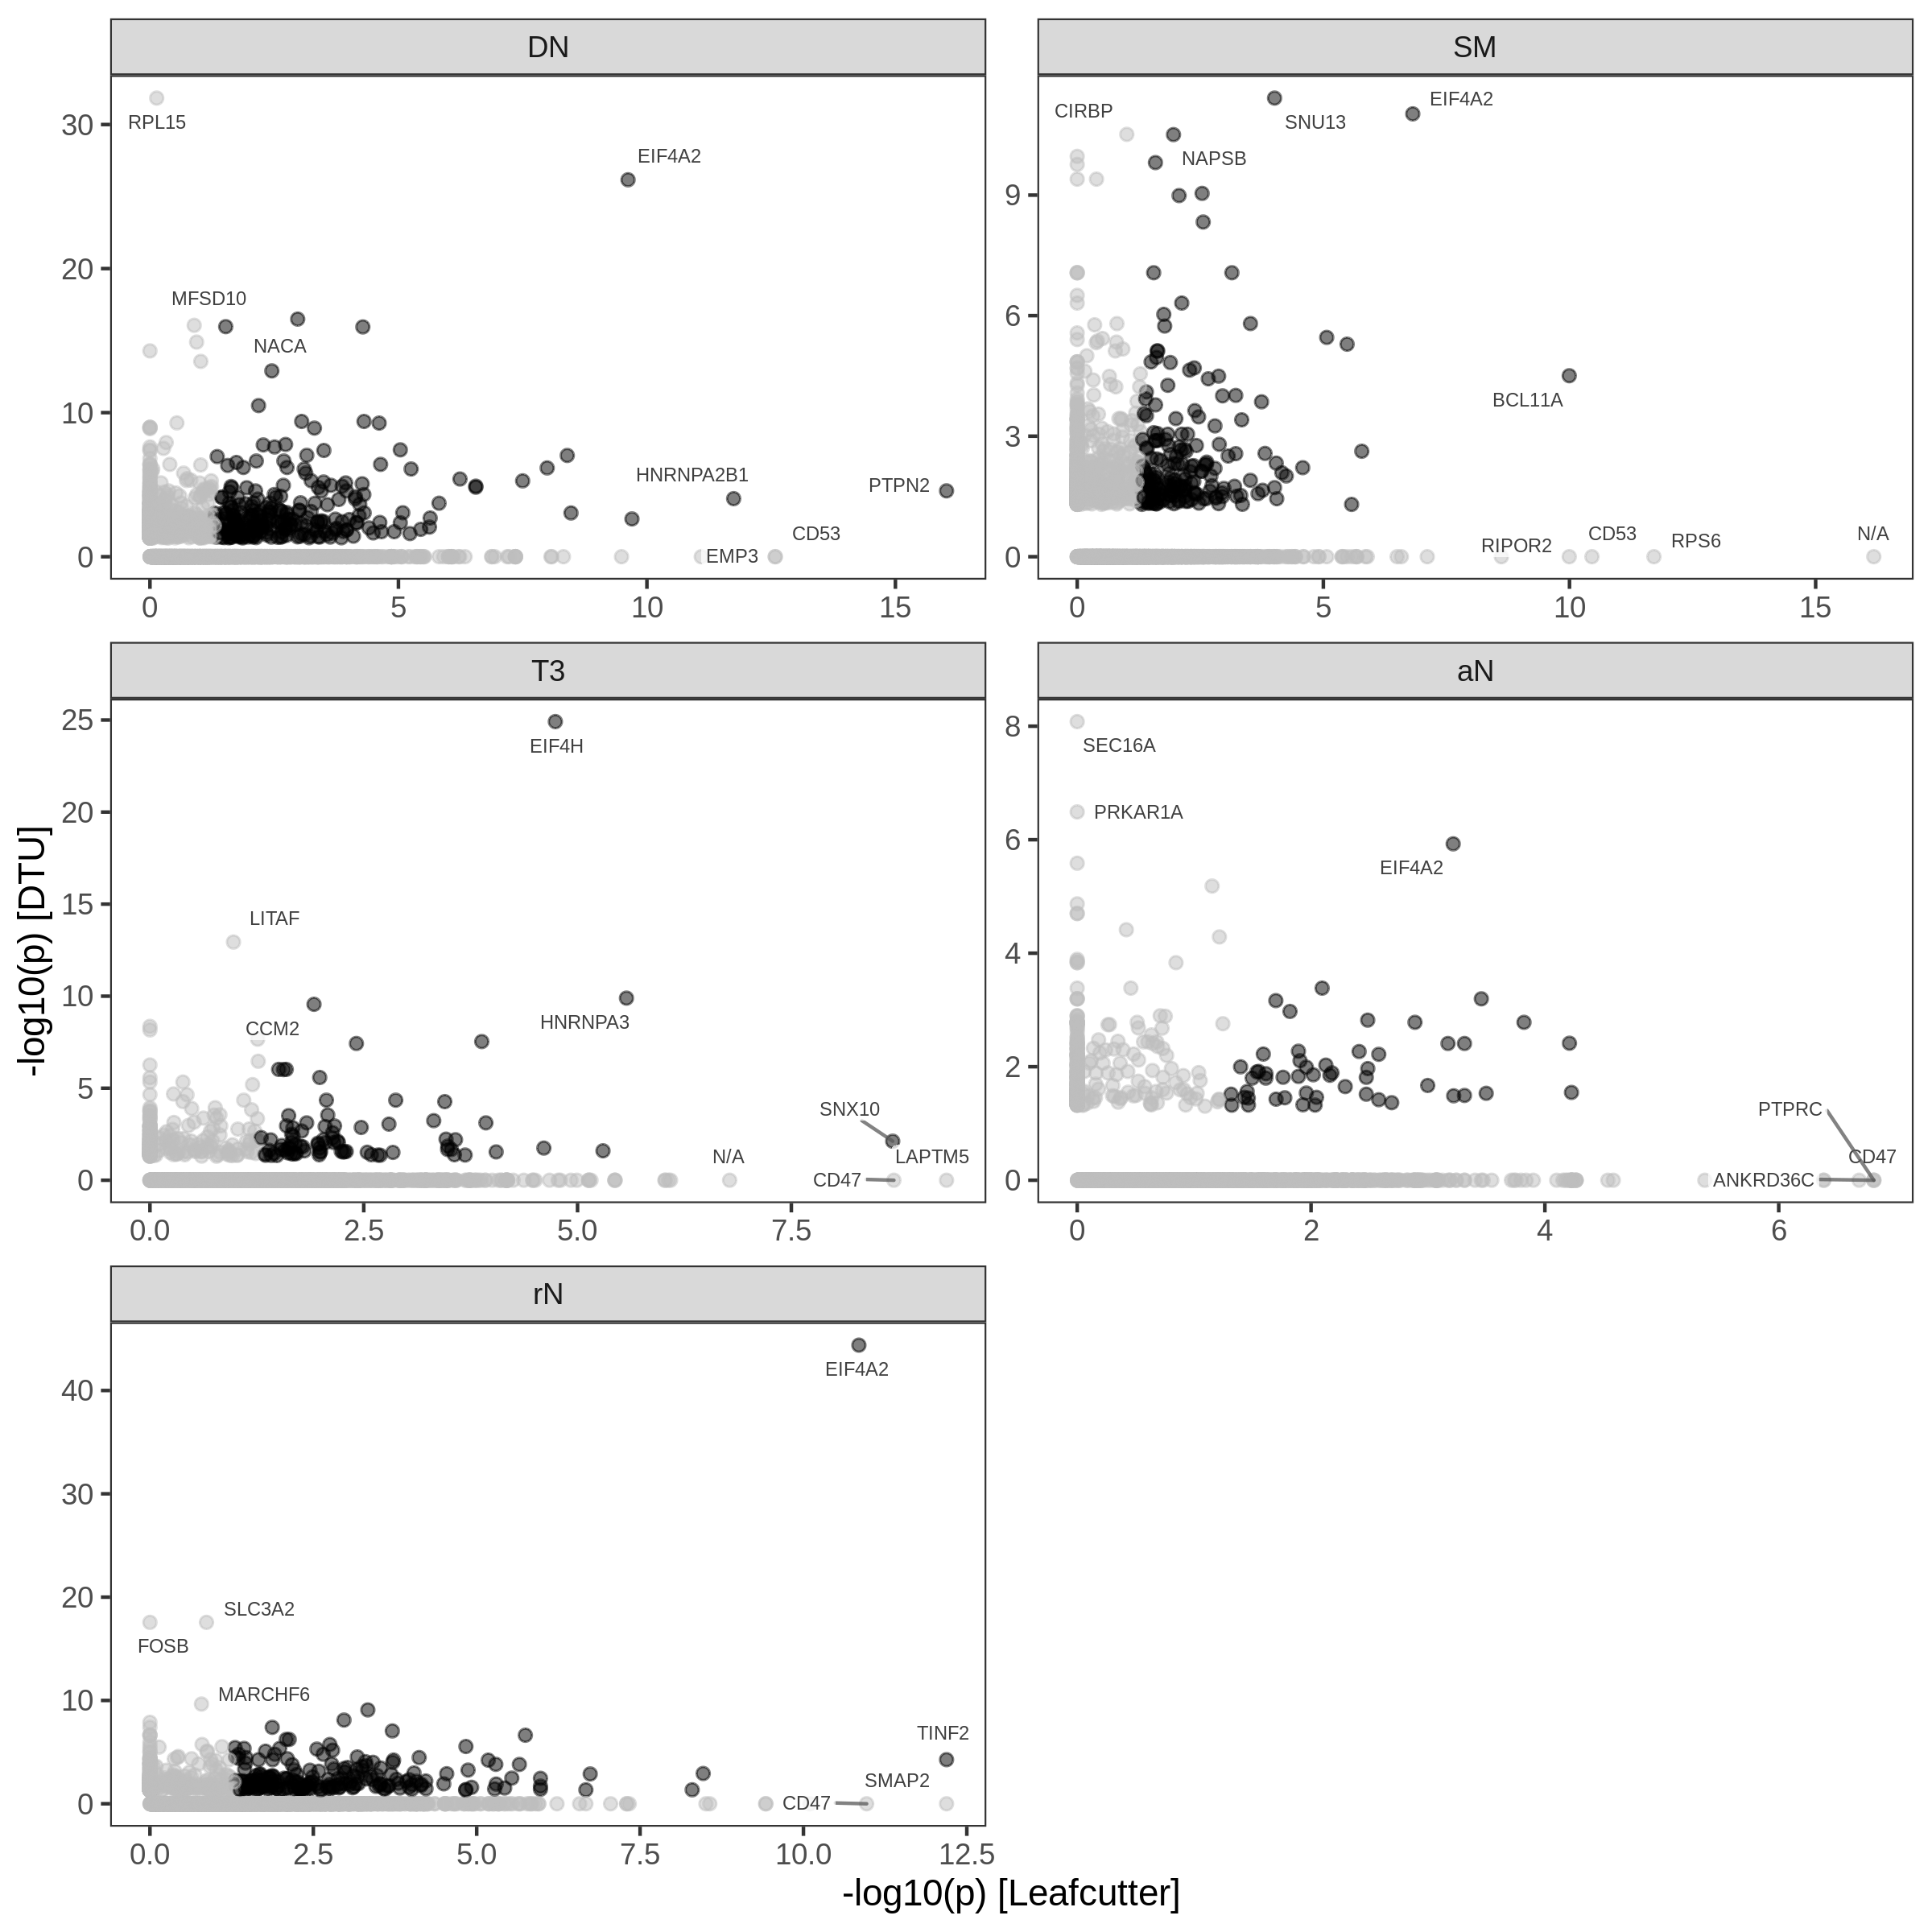 DN
SM
RPL15
EIF4A2
MFSD10
NACA
HNRNPA2B1
PTPN2
CD53
EMP3
30
20
10
0
0
5
10
15
CIRBP
EIF4A2
SNU13
NAPSB
BCL11A
RIPOR2
CD53
RPS6
N/A
9
6
3
0
0
5
10
15
T3
aN
EIF4H
LITAF
CCM2
HNRNPA3
SNX10
N/A
LAPTM5
CD47
25
20
15
10
5
0
0.0
2.5
5.0
7.5
SEC16A
PRKAR1A
EIF4A2
PTPRC
CD47
ANKRD36C
8
6
4
2
0
0
2
4
6
rN
EIF4A2
SLC3A2
FOSB
MARCHF6
TINF2
SMAP2
CD47
40
30
20
10
0
0.0
2.5
5.0
7.5
10.0
12.5
-log10(p) [DTU]
-log10(p) [Leafcutter]